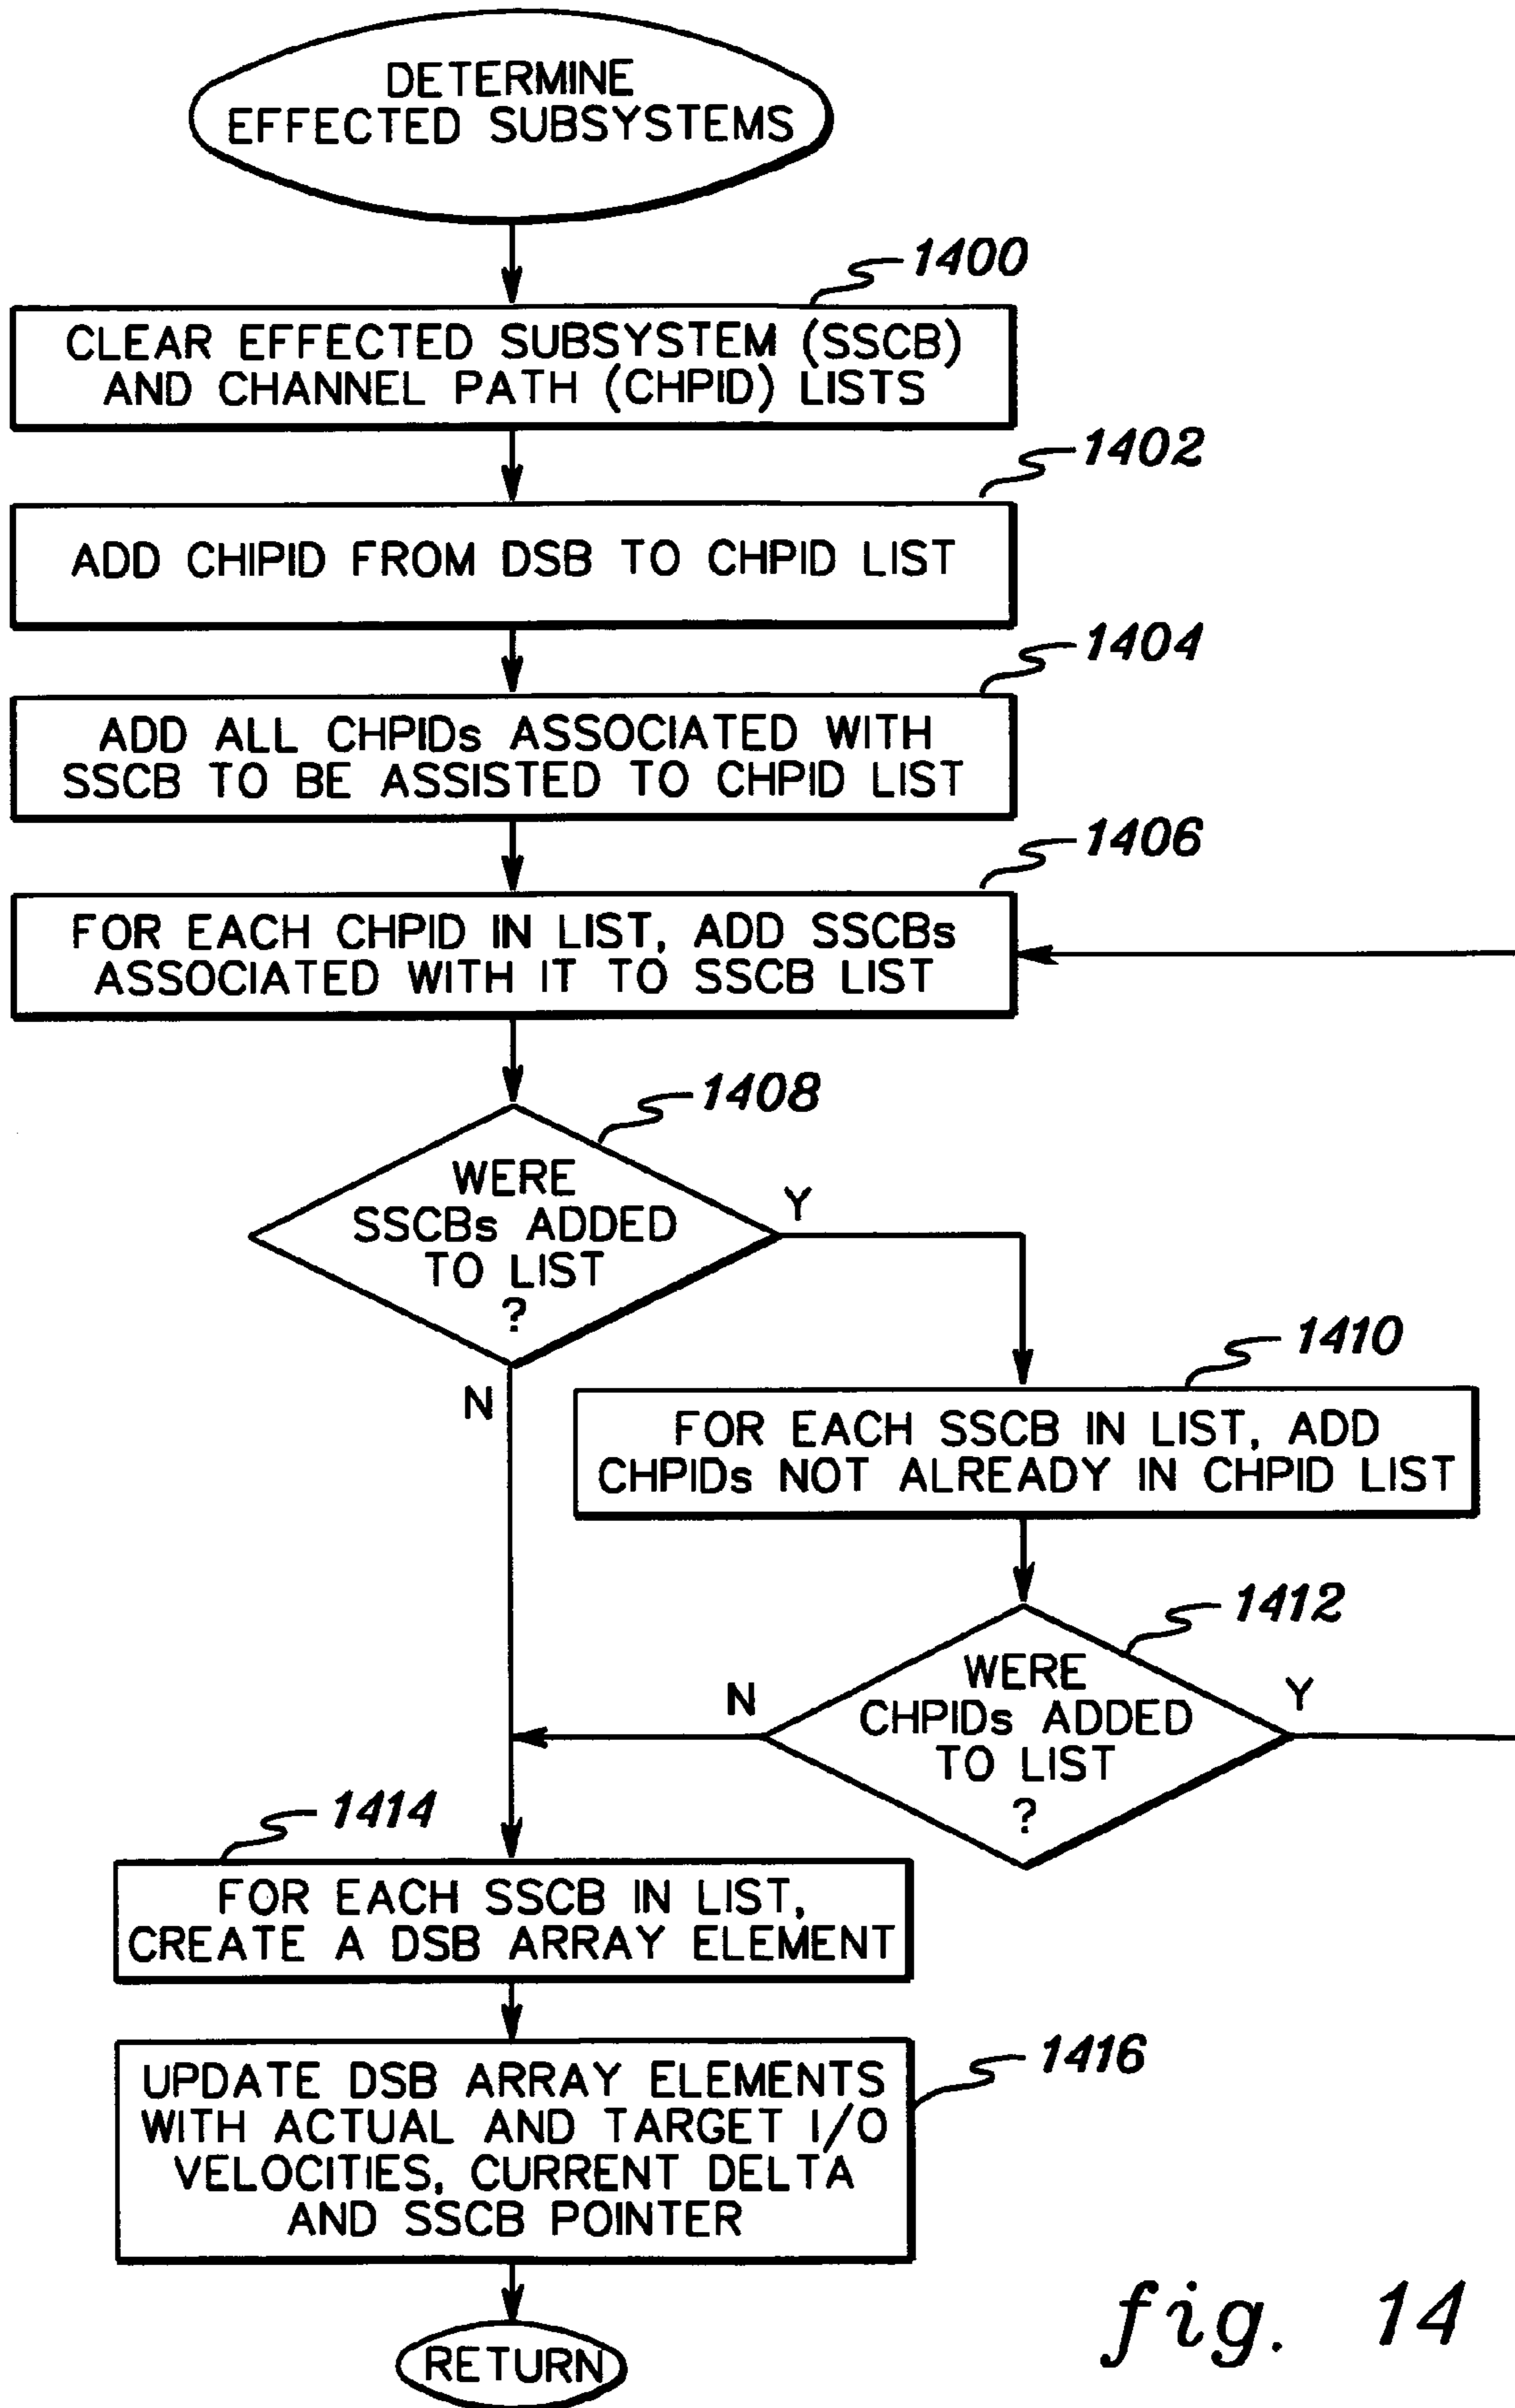 DETERMINE
EFFECTED SUBSYSTEMS
1400
CLEAR EFFECTED SUBSYSTEM (SSCB)
AND CHANNEL PATH (CHPID) LISTS
1402
ADD CHIPID FROM DSB TO CHPID LIST
1404
ADD ALL CHPIDs ASSOCIATED WITH
SSCB TO BE ASSISTED TO CHPID LIST
1406
FOR EACH CHPID IN LIST, ADD SSCBs
ASSOCIATED WITH IT TO SSCB LIST
1408
WERE
SSCBs ADDED
TO LIST
?
Y
N
1410
FOR EACH SSCB IN LIST, ADD
CHPIDs NOT ALREADY IN CHPID LIST
1412
WERE
CHPIDs ADDED
TO LIST
?
N
Y
1414
FOR EACH SSCB IN LIST,
CREATE A DSB ARRAY ELEMENT
1416
UPDATE DSB ARRAY ELEMENTS
WITH ACTUAL AND TARGET I/O
VELOCITIES, CURRENT DELTA
AND SSCB POINTER
RETURN
fig. 14